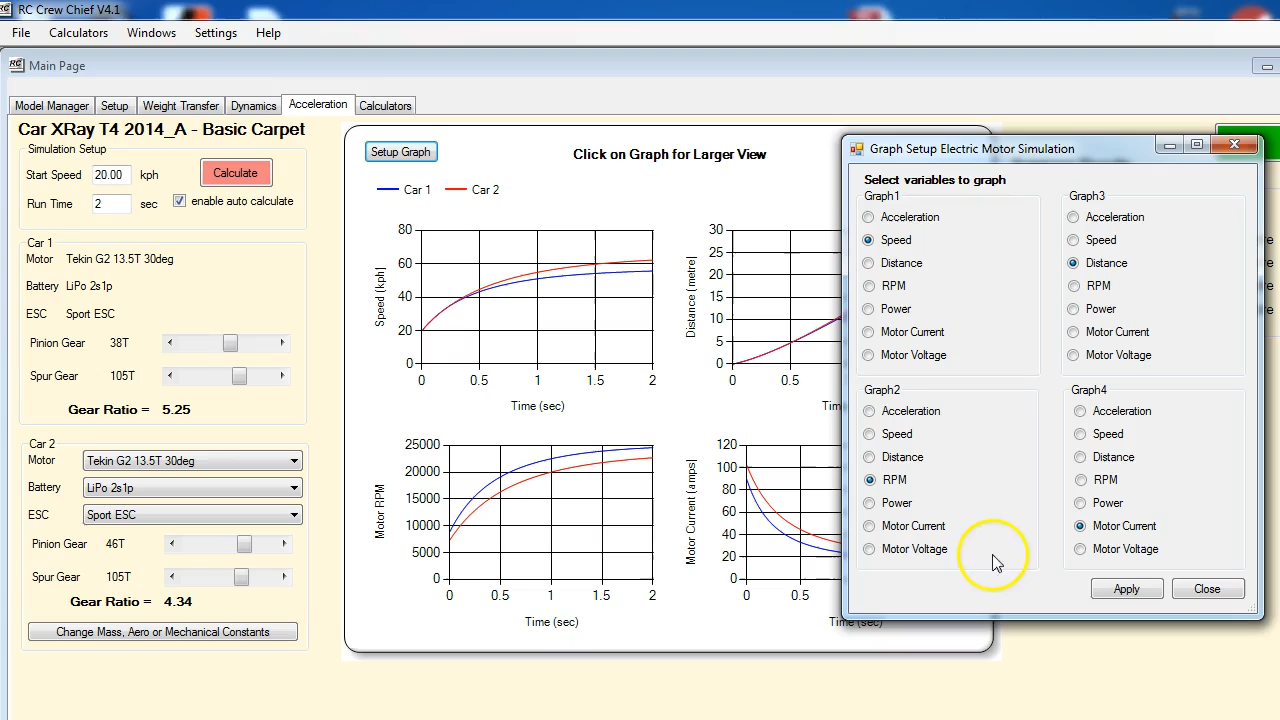 RC Crew Chief V4.1
File Calculators Windows Settings Help
RC Main Page
Model Manager Setup Weight Transfer Dynamics Acceleration Calculators
Car XRay T4 2014_A - Basic Carpet
Simulation Setup
Start Speed 20.00 kph Calculate
Run Time 2 sec enable auto calculate
Car 1
Motor Tekin G2 13.5T 30deg
Battery LiPo 2s1p
ESC Sport ESC
Pinion Gear 38T
Spur Gear 105T
Gear Ratio = 5.25
Car 2
Motor Tekin G2 13.5T 30deg
Battery LiPo 2s1p
ESC Sport ESC
Pinion Gear 46T
Spur Gear 105T
Gear Ratio = 4.34
Change Mass, Aero or Mechanical Constants
Setup Graph Click on Graph for Larger View
Car 1 Car 2
Speed (kph)
80
60
40
20
0
0 0.5 1 1.5 2
Time (sec)
Distance (metre)
30
25
20
15
10
5
0
0 0.5
Motor RPM
25000
20000
15000
10000
5000
0
0 0.5 1 1.5 2
Time (sec)
Motor Current (amps)
120
100
80
60
40
20
0
0 0.5
Time (sec)
Graph Setup Electric Motor Simulation
Select variables to graph
Graph1
Acceleration
Speed
Distance
RPM
Power
Motor Current
Motor Voltage
Graph3
Acceleration
Speed
Distance
RPM
Power
Motor Current
Motor Voltage
Graph2
Acceleration
Speed
Distance
RPM
Power
Motor Current
Motor Voltage
Graph4
Acceleration
Speed
Distance
RPM
Power
Motor Current
Motor Voltage
Apply Close